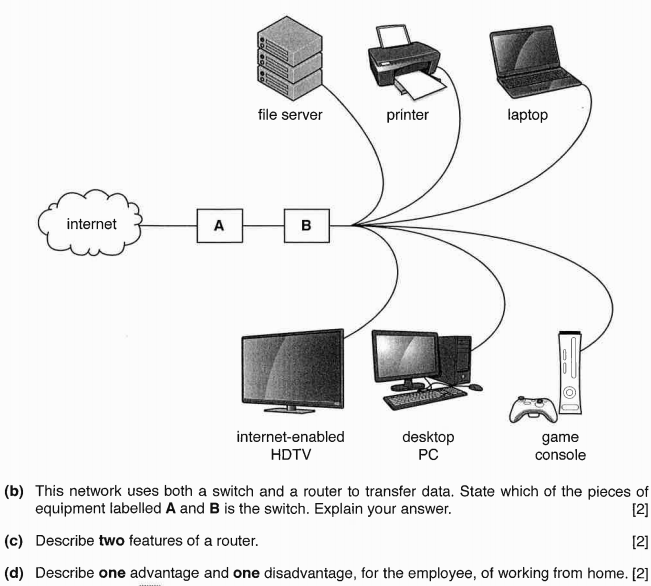 file server
printer
laptop
internet
A
B
internet-enabled
HDTV
desktop
PC
game
console
(b) This network uses both a switch and a router to transfer data. State which of the pieces of
equipment labelled A and B is the switch. Explain your answer. [2]
(c) Describe two features of a router. [2]
(d) Describe one advantage and one disadvantage, for the employee, of working from home. [2]